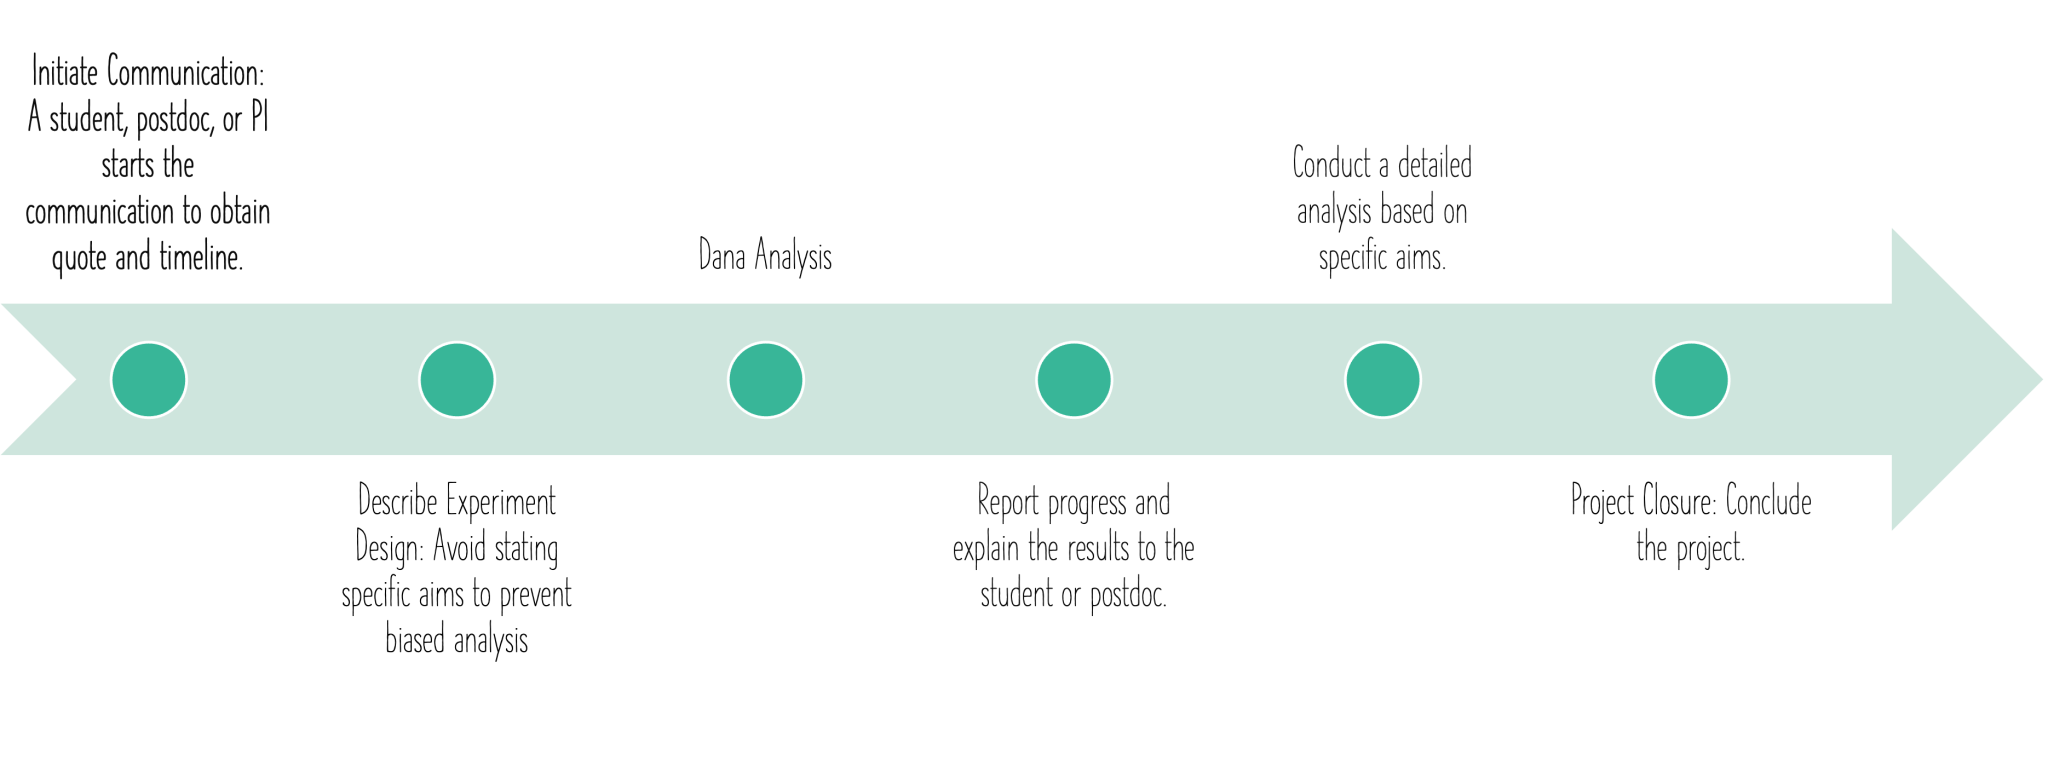 Initiate Communication:
A student, postdoc, or PI
starts the
communication to obtain
quote and timeline.
Describe Experiment
Design: Avoid stating
specific aims to prevent
biased analysis
Dana Analysis
Report progress and
explain the results to the
student or postdoc.
Conduct a detailed
analysis based on
specific aims.
Project Closure: Conclude
the project.